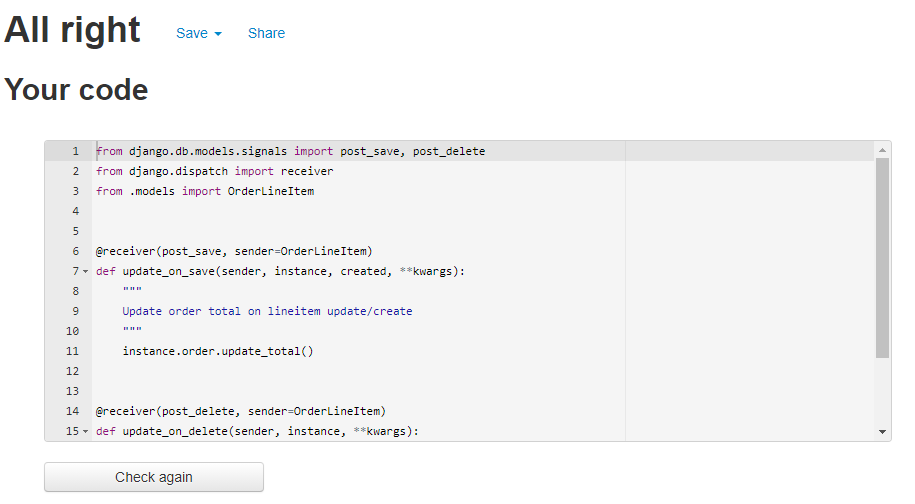 All right Save Share
Your code
1 from django.db.models.signals import post_save, post_delete
2 from django.dispatch import receiver
3 from .models import OrderLineItem
4
5
6 @receiver(post_save, sender=OrderLineItem)
7 def update_on_save(sender, instance, created, **kwargs):
8     """
9     Update order total on lineitem update/create
10     """
11     instance.order.update_total()
12
13
14 @receiver(post_delete, sender=OrderLineItem)
15 def update_on_delete(sender, instance, **kwargs):
Check again